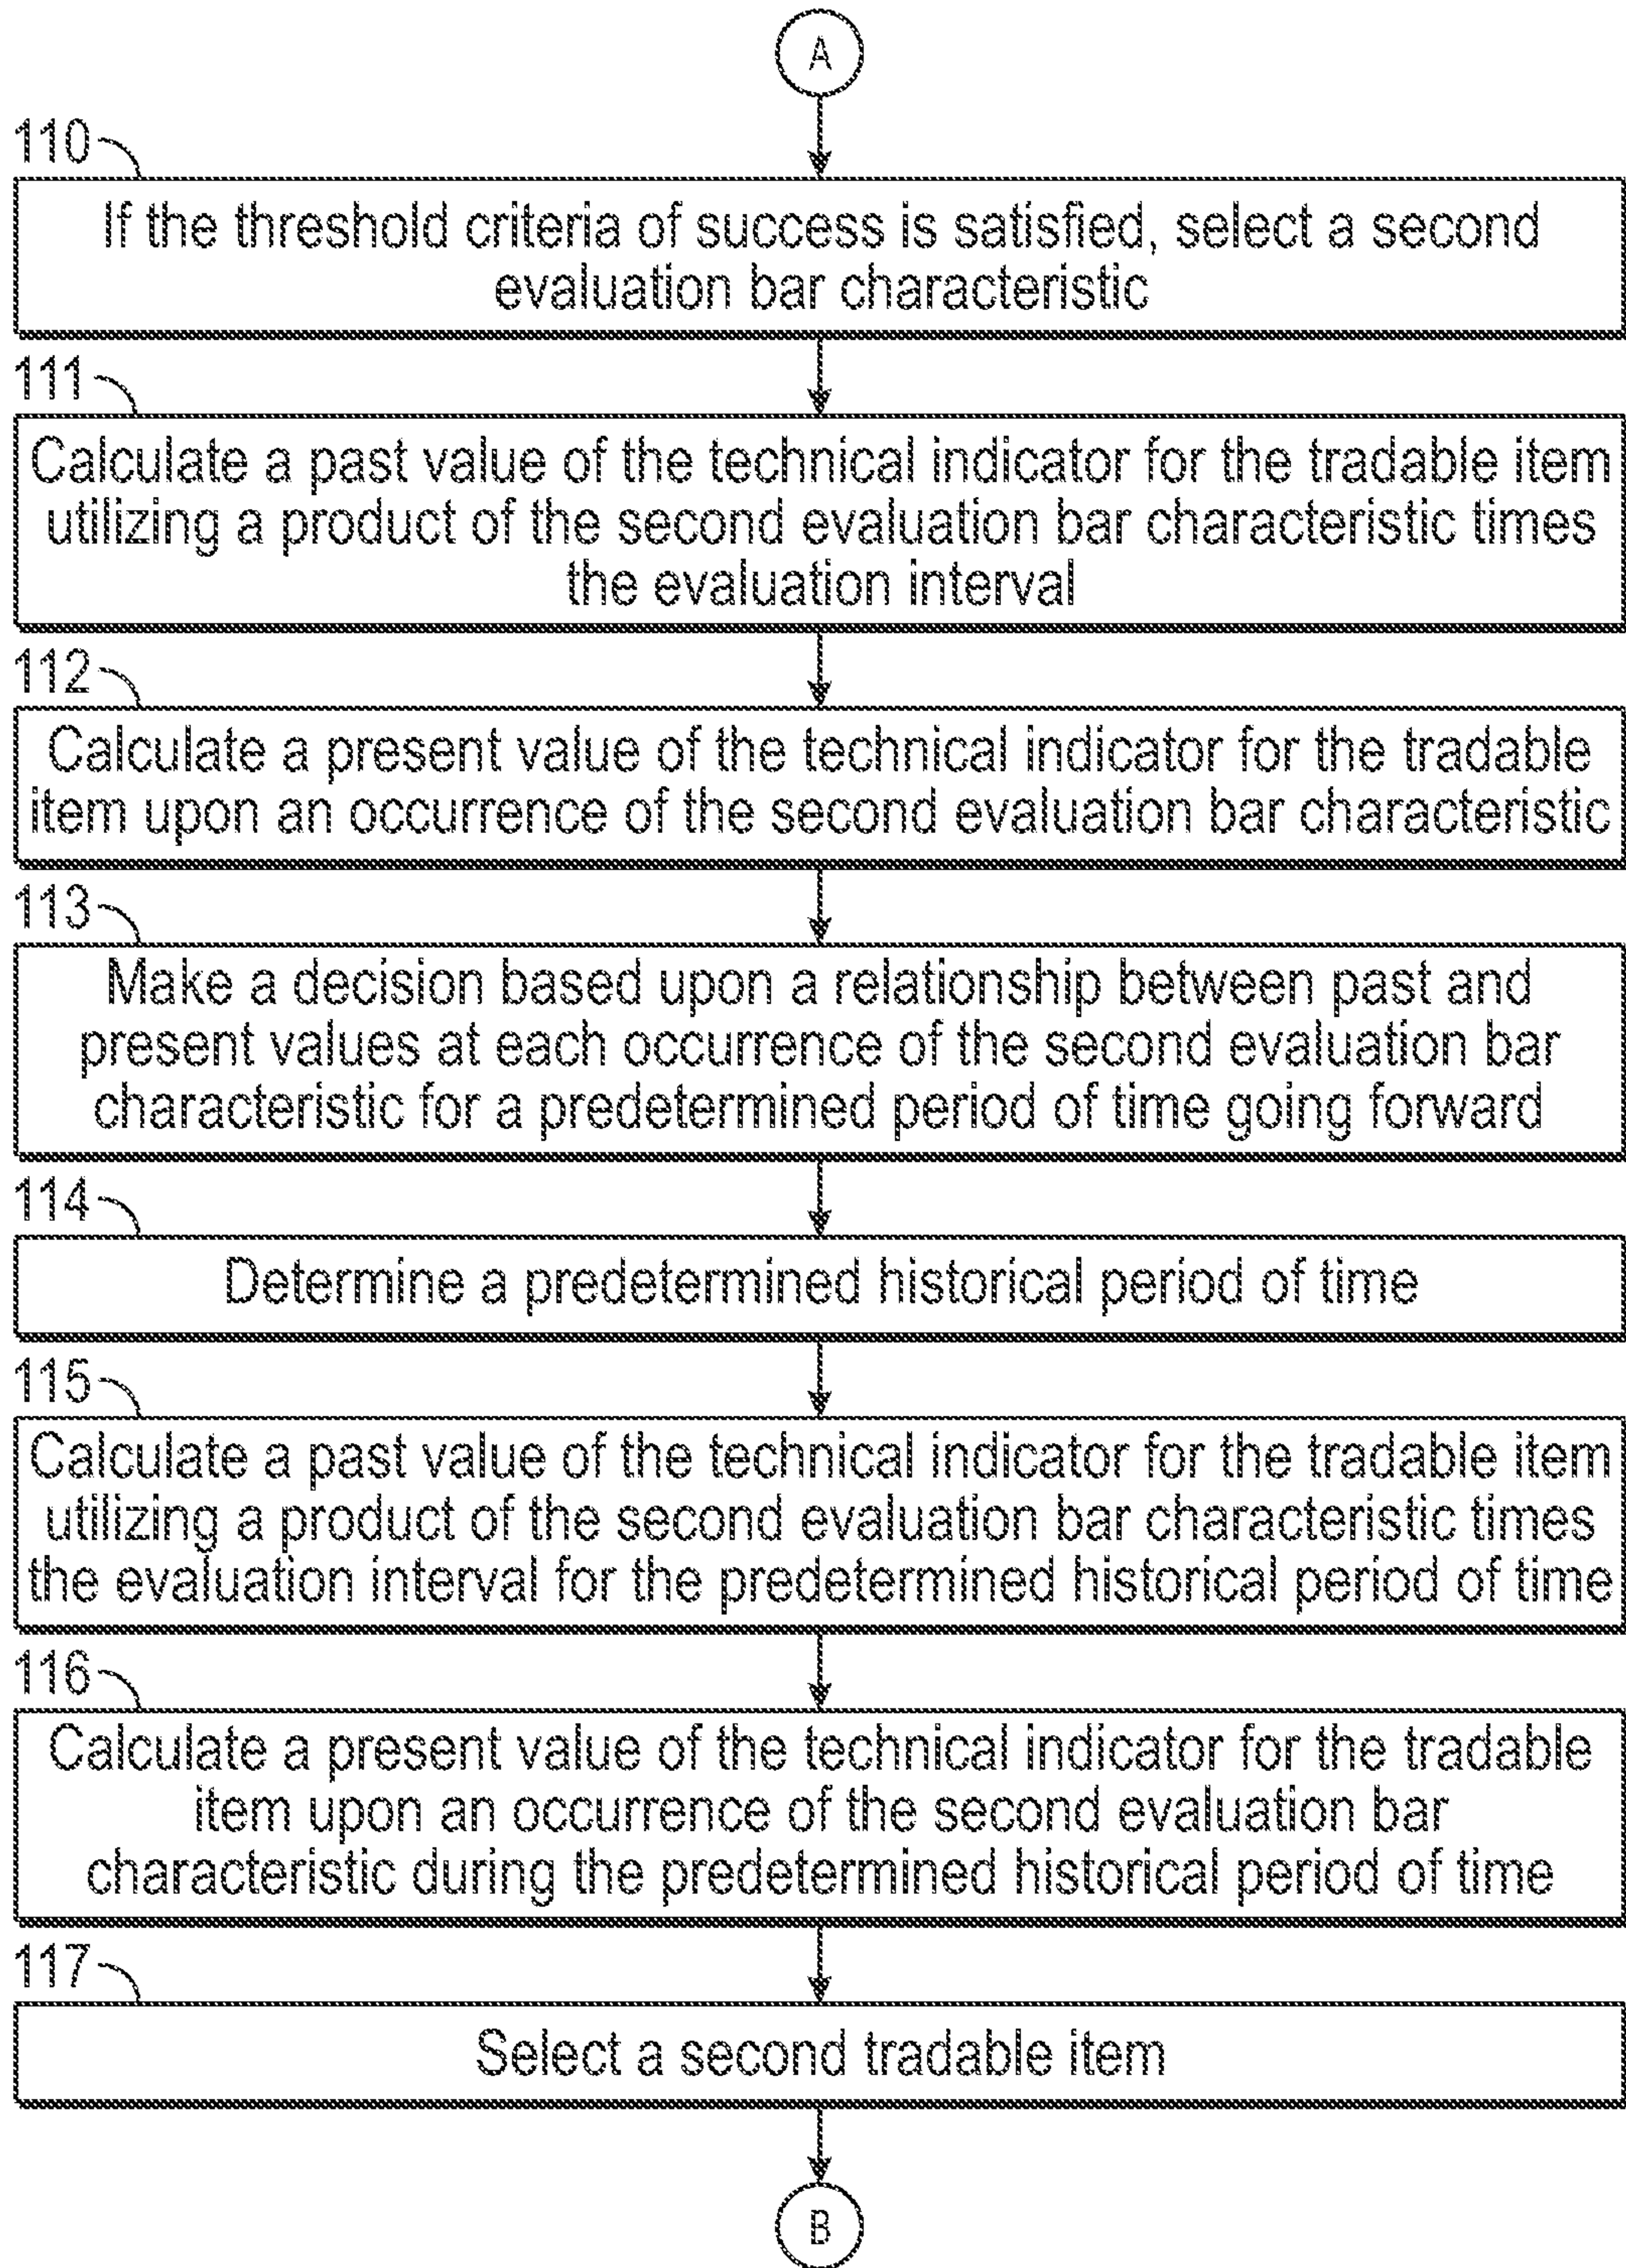 A
110
If the threshold criteria of success is satisfied, select a second
evaluation bar characteristic
111
Calculate a past value of the technical indicator for the tradable item
utilizing a product of the second evaluation bar characteristic times
the evaluation interval
112
Calculate a present value of the technical indicator for the tradable
item upon an occurrence of the second evaluation bar characteristic
113
Make a decision based upon a relationship between past and
present values at each occurrence of the second evaluation bar
characteristic for a predetermined period of time going forward
114
Determine a predetermined historical period of time
115
Calculate a past value of the technical indicator for the tradable item
utilizing a product of the second evaluation bar characteristic times
the evaluation interval for the predetermined historical period of time
116
Calculate a present value of the technical indicator for the tradable
item upon an occurrence of the second evaluation bar
characteristic during the predetermined historical period of time
117
Select a second tradable item
B